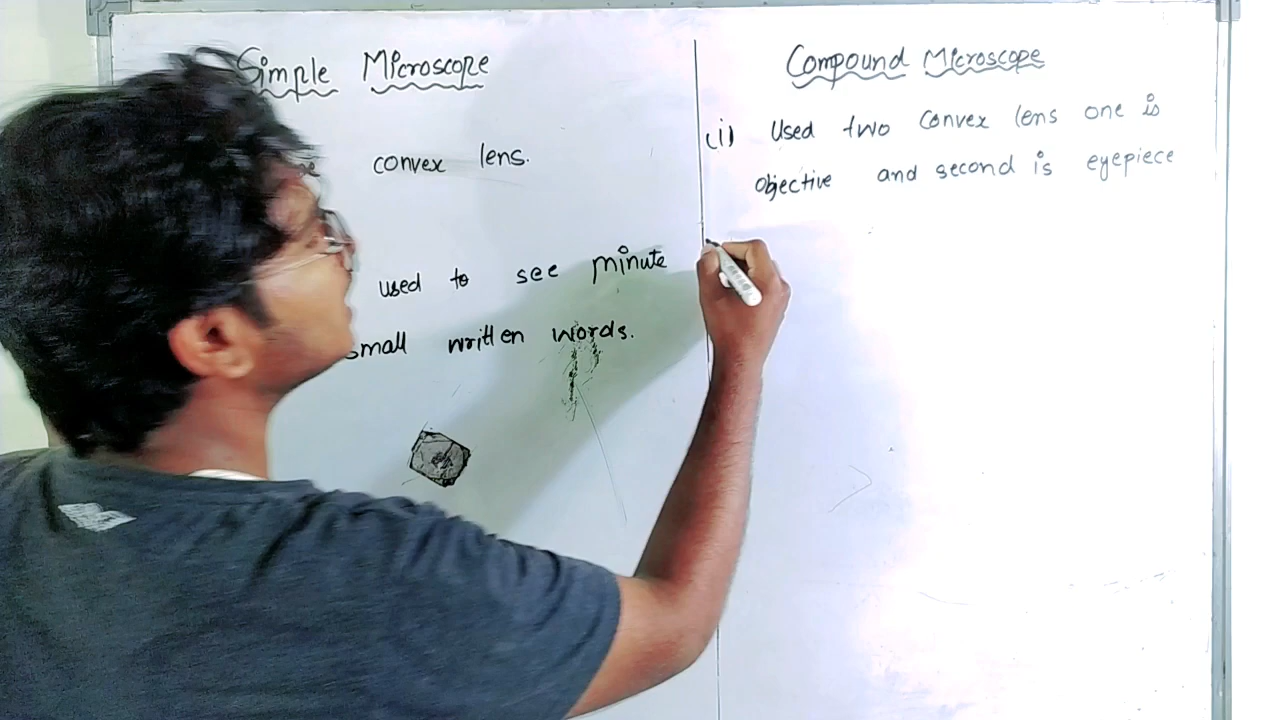 Simple Microscope
convex lens.
used to see minute
small written words.
Compound Microscope
(i) Used two convex lens one is
objective and second is eyepiece